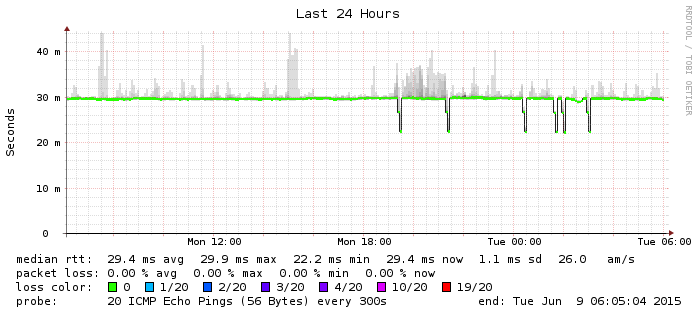 Last 24 Hours
RRDTOOL / TOBI OETIKER
Seconds
40 m
30 m
20 m
10 m
0
Mon 12:00 Mon 18:00 Tue 00:00 Tue 06:00
median rtt: 29.4 ms avg 29.9 ms max 22.2 ms min 29.4 ms now 1.1 ms sd 26.0 am/s
packet loss: 0.00 % avg 0.00 % max 0.00 % min 0.00 % now
loss color: 0 1/20 2/20 3/20 4/20 10/20 19/20
probe: 20 ICMP Echo Pings (56 Bytes) every 300s end: Tue Jun 9 06:05:04 2015